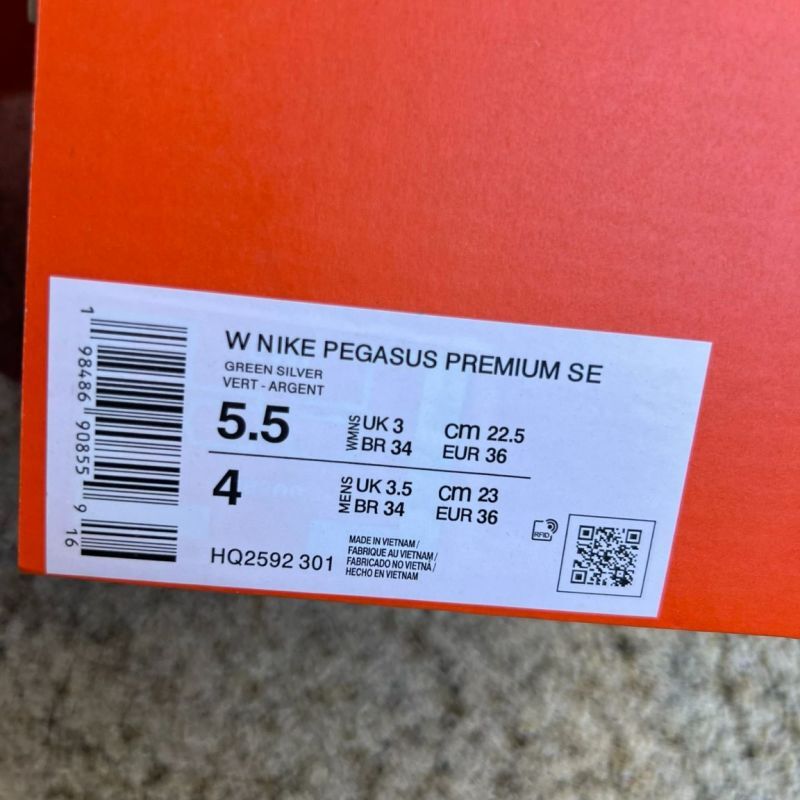 W NIKE PEGASUS PREMIUM SE
GREEN SILVER
VERT - ARGENT
5.5 WMNS UK 3 cm 22.5
BR 34 EUR 36
4 MENS UK 3.5 cm 23
BR 34 EUR 36
HQ2592 301
MADE IN VIETNAM /
FABRIQUE AU VIETNAM /
FABRICADO NO VIETNÃ /
HECHO EN VIETNAM
RFID
1 98486 90855 9 16